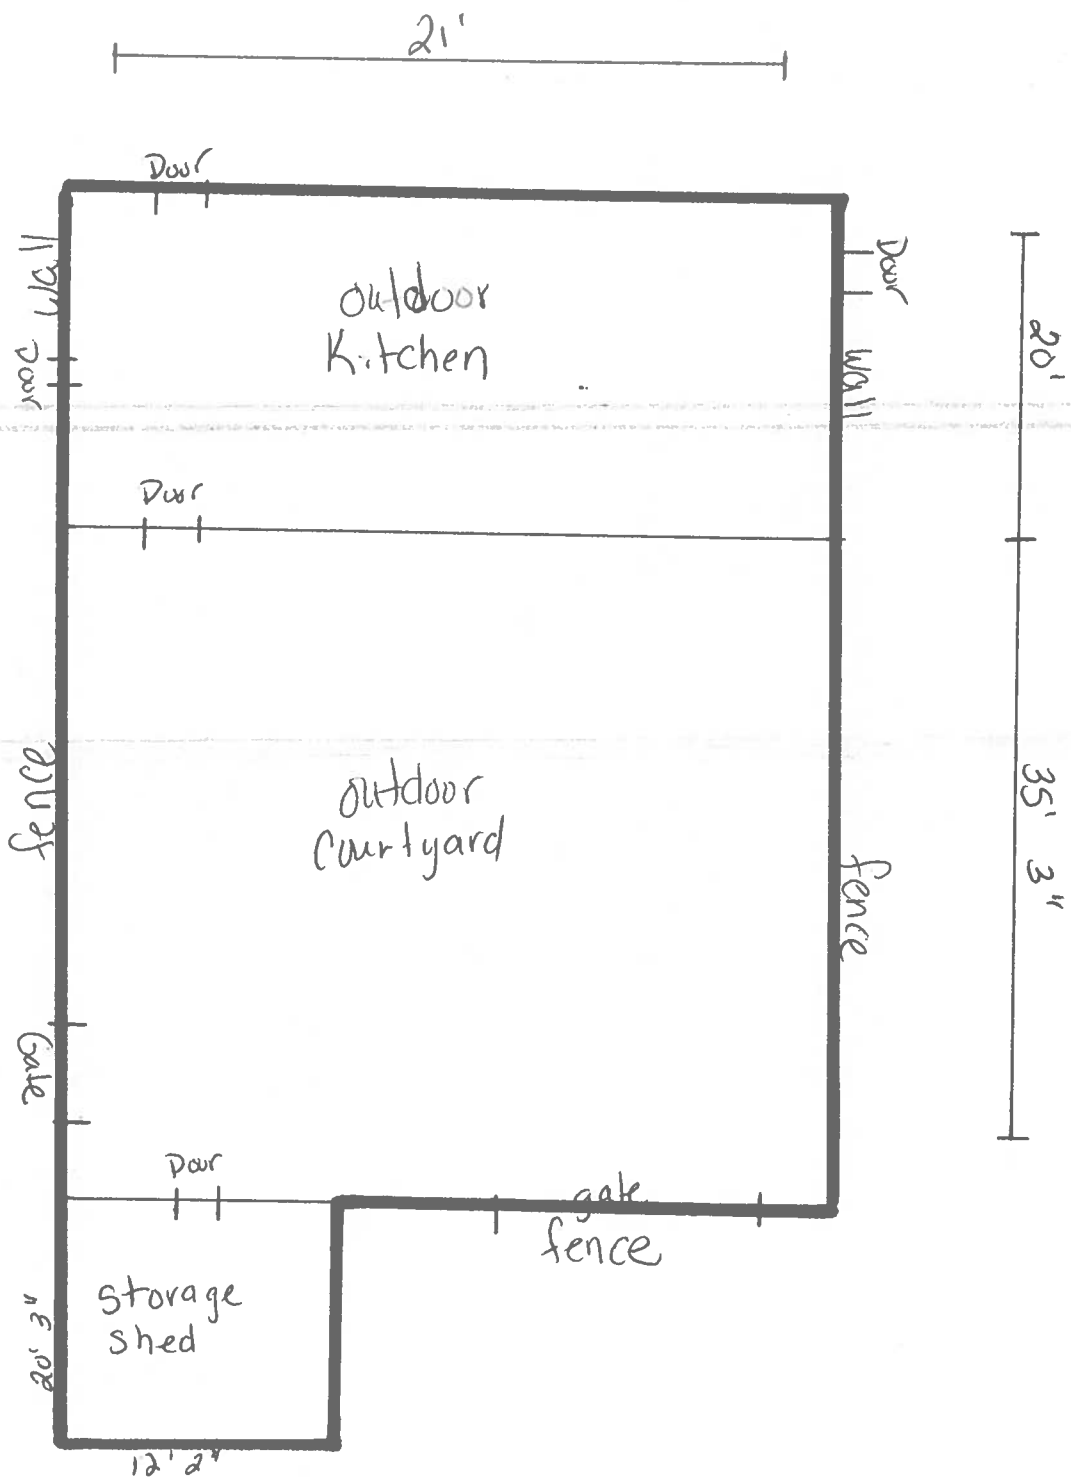 21'
Door
Wall
Door
outdoor
Kitchen
Door
Wall
20'
Door
fence
outdoor
Courtyard
35' 3"
fence
Gate
Door
gate
fence
Storage
Shed
20' 3"
12' 2"